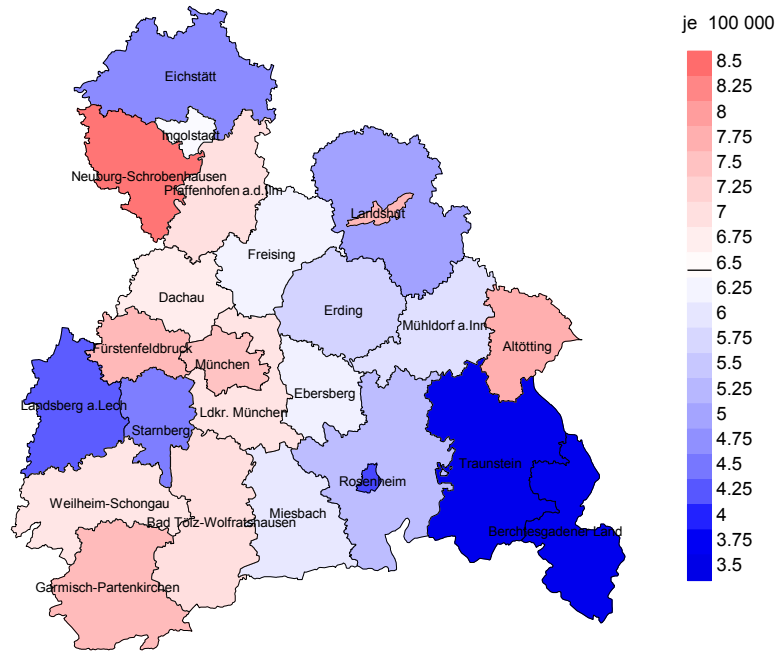 je 100 000
8.5
8.25
8
7.75
7.5
7.25
7
6.75
6.5
6.25
6
5.75
5.5
5.25
5
4.75
4.5
4.25
4
3.75
3.5
Eichstätt
Ingolstadt
Neuburg-Schrobenhausen
Pfaffenhofen a.d.Ilm
Landshut
Freising
Dachau
Erding
Mühldorf a.Inn
Fürstenfeldbruck
München
Altötting
Ebersberg
Landsberg a.Lech
Ldkr. München
Starnberg
Traunstein
Rosenheim
Weilheim-Schongau
Miesbach
Bad Tölz-Wolfratshausen
Berchtesgadener Land
Garmisch-Partenkirchen